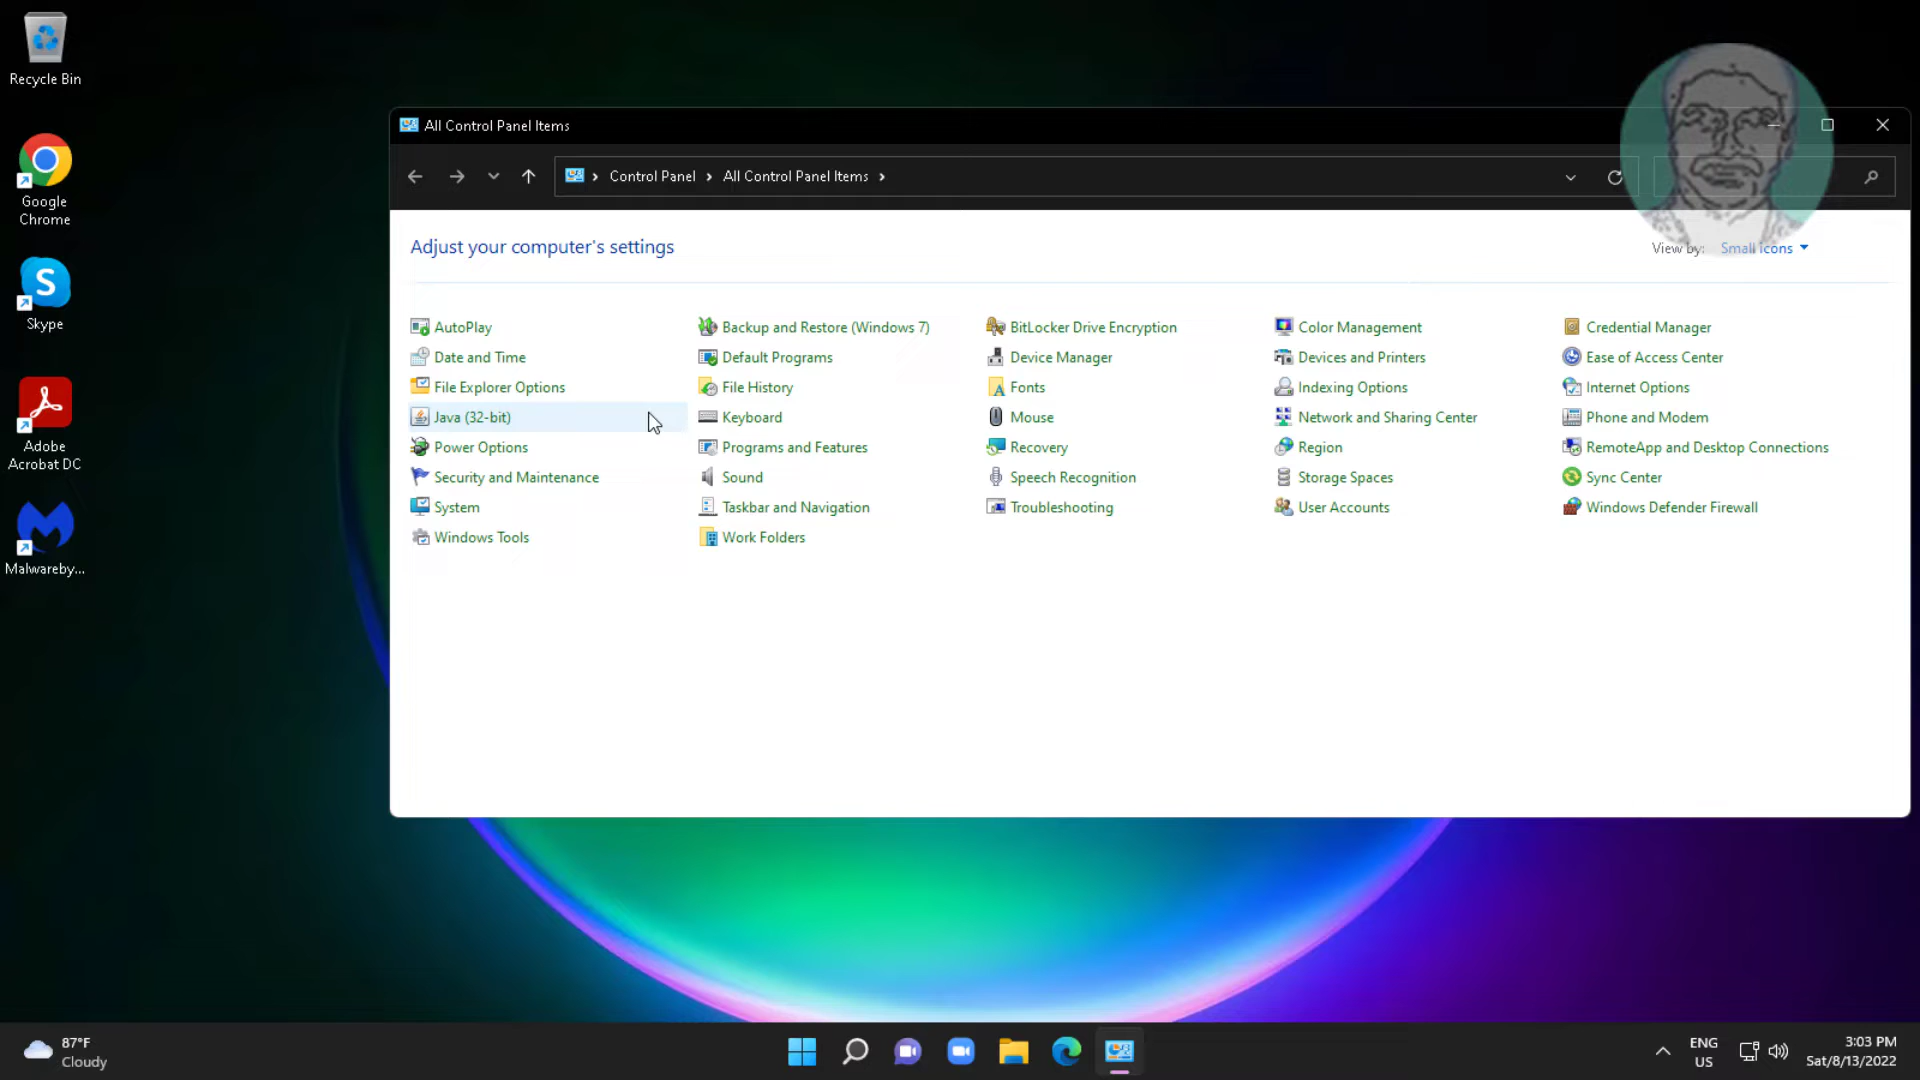 Recycle Bin
Google
Chrome
Skype
Adobe
Acrobat DC
Malwareby...
All Control Panel Items
Control Panel
All Control Panel Items
Adjust your computer's settings
View by: Small icons
AutoPlay
Backup and Restore (Windows 7)
BitLocker Drive Encryption
Color Management
Credential Manager
Date and Time
Default Programs
Device Manager
Devices and Printers
Ease of Access Center
File Explorer Options
File History
Fonts
Indexing Options
Internet Options
Java (32-bit)
Keyboard
Mouse
Network and Sharing Center
Phone and Modem
Power Options
Programs and Features
Recovery
Region
RemoteApp and Desktop Connections
Security and Maintenance
Sound
Speech Recognition
Storage Spaces
Sync Center
System
Taskbar and Navigation
Troubleshooting
User Accounts
Windows Defender Firewall
Windows Tools
Work Folders
87°F
Cloudy
ENG
US
3:03 PM
Sat/8/13/2022